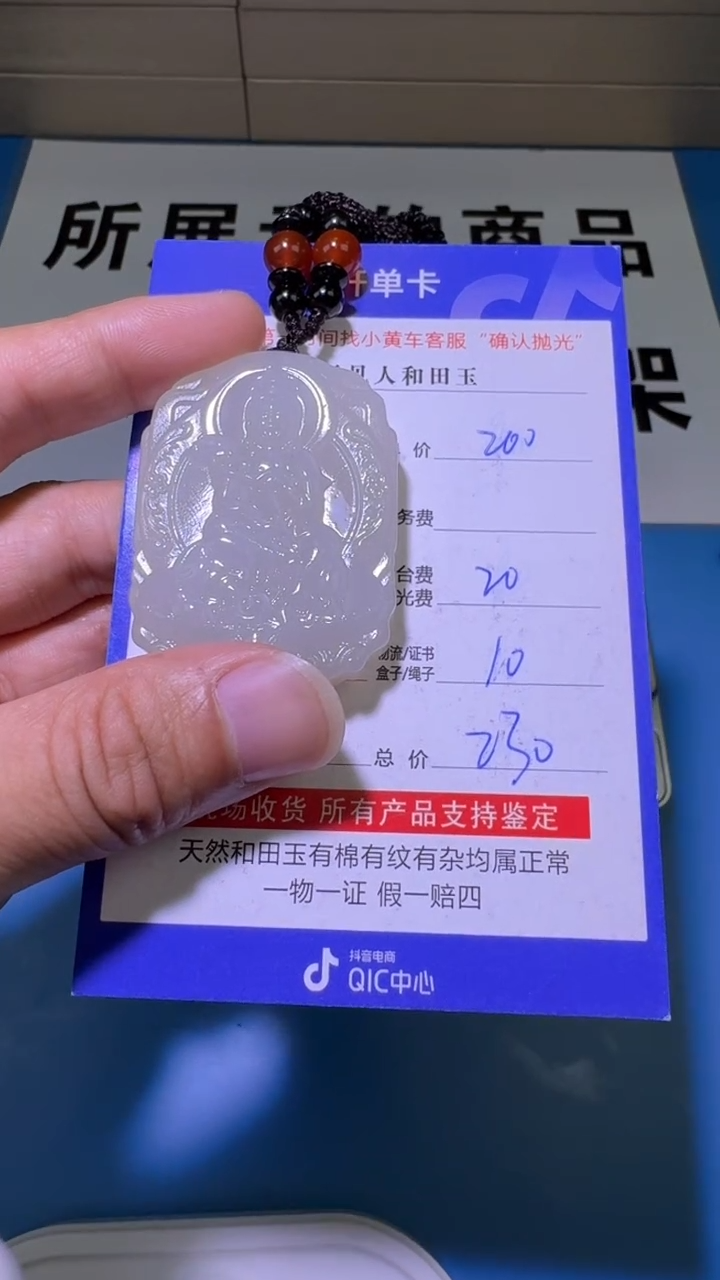 所展 商品
架
单卡
间找小黄车客服“确认抛光”
人和田玉
价 200
务费
台费
光费 20
物流/证书
盒子/绳子 10
总价 230
场收货 所有产品支持鉴定
天然和田玉有棉有纹有杂均属正常
一物一证 假一赔四
抖音电商
QIC中心